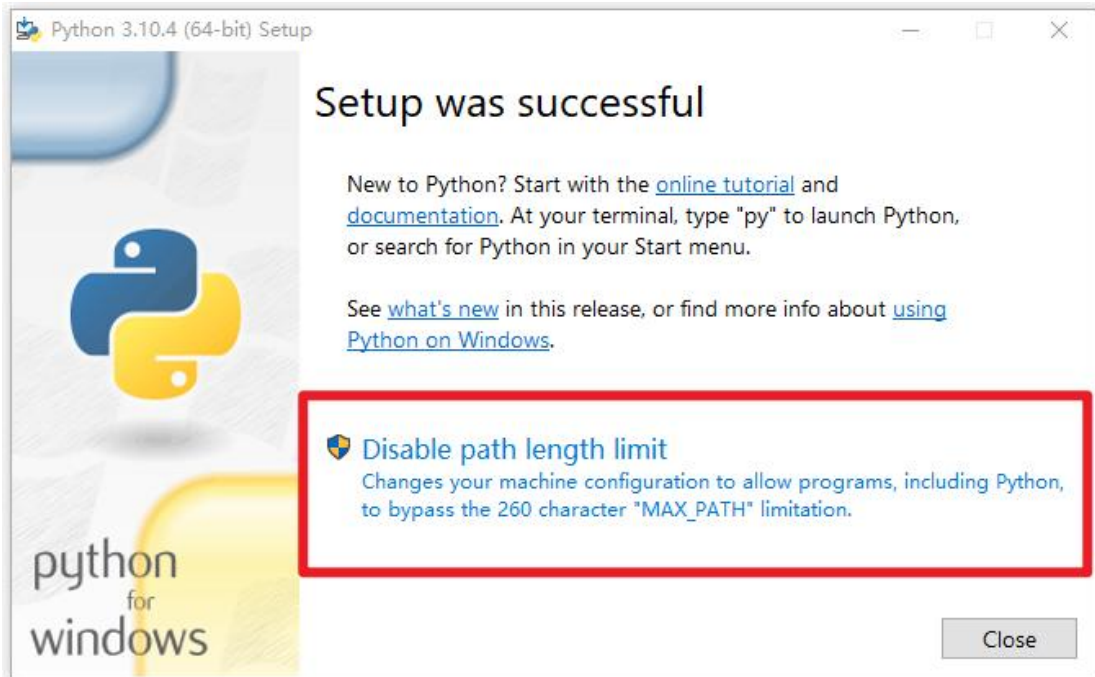 Python 3.10.4 (64-bit) Setup
Setup was successful
New to Python? Start with the online tutorial and
documentation. At your terminal, type "py" to launch Python,
or search for Python in your Start menu.
See what's new in this release, or find more info about using
Python on Windows.
Disable path length limit
Changes your machine configuration to allow programs, including Python,
to bypass the 260 character "MAX_PATH" limitation.
python
for
windows
Close